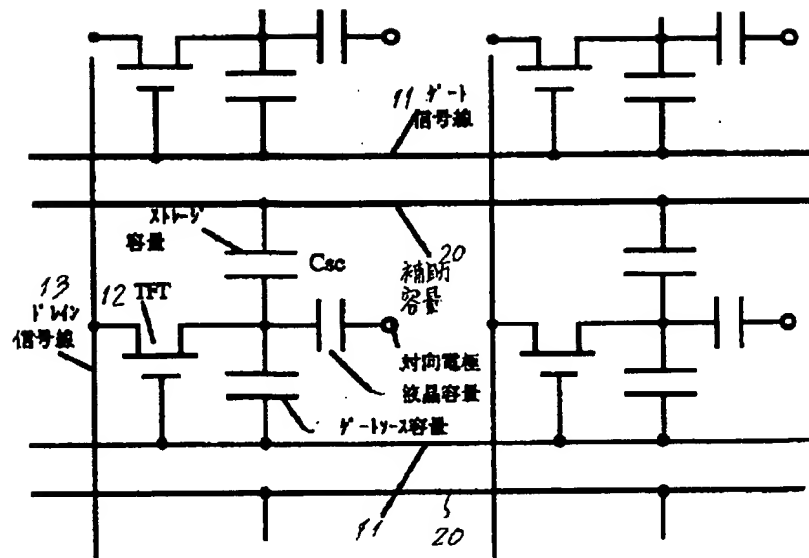 11 ゲート
信号線
ストレージ
容量
Csc
20
補助
容量
13
ドレイン
信号線
12 TFT
対向電極
液晶容量
ゲートソース容量
11
20